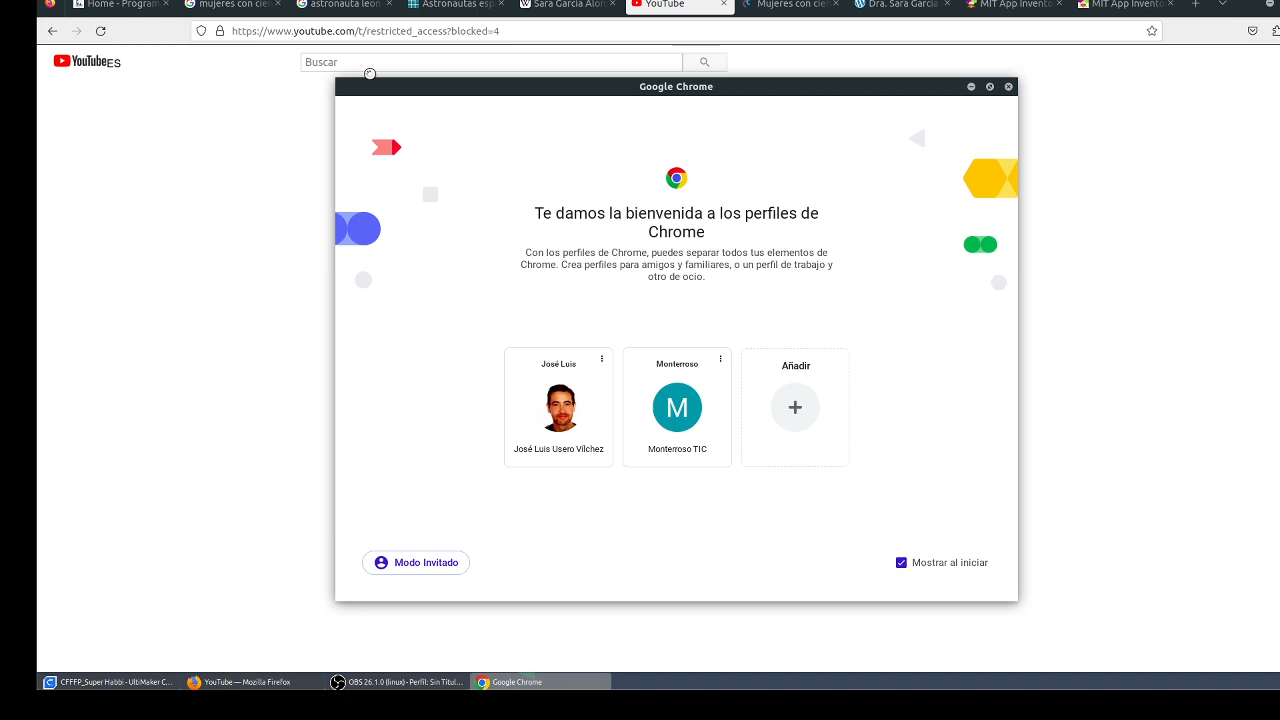 Home - Program
mujeres con cien
astronauta leon
Astronautas esp
Sara García Alon
YouTube
Mujeres con cien
Dra. Sara García
MIT App Invento
MIT App Invento
https://www.youtube.com/t/restricted_access?blocked=4
YouTube ES
Buscar
Google Chrome
Te damos la bienvenida a los perfiles de
Chrome
Con los perfiles de Chrome, puedes separar todos tus elementos de
Chrome. Crea perfiles para amigos y familiares, o un perfil de trabajo y
otro de ocio.
José Luis
Monterroso
Añadir
M
José Luis Usero Vílchez
Monterroso TIC
Modo Invitado
Mostrar al iniciar
CFFFP_Super Habbi - UltiMaker C...
YouTube — Mozilla Firefox
OBS 26.1.0 (linux) - Perfil: Sin Títul...
Google Chrome